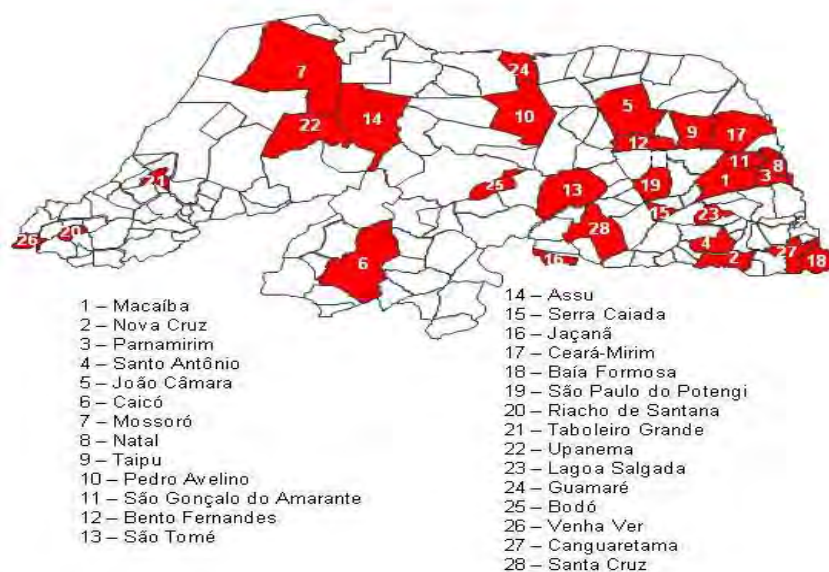 24
7
5
10
22
14
9
17
12
11
8
1
3
21
25
13
19
15
23
26
20
28
4
6
16
2
27
18
1 – Macaíba
2 – Nova Cruz
3 – Parnamirim
4 – Santo Antônio
5 – João Câmara
6 – Caicó
7 – Mossoró
8 – Natal
9 – Taipu
10 – Pedro Avelino
11 – São Gonçalo do Amarante
12 – Bento Fernandes
13 – São Tomé
14 – Assu
15 – Serra Caiada
16 – Jaçanã
17 – Ceará-Mirim
18 – Baía Formosa
19 – São Paulo do Potengi
20 – Riacho de Santana
21 – Taboleiro Grande
22 – Upanema
23 – Lagoa Salgada
24 – Guamaré
25 – Bodó
26 – Venha Ver
27 – Canguaretama
28 – Santa Cruz